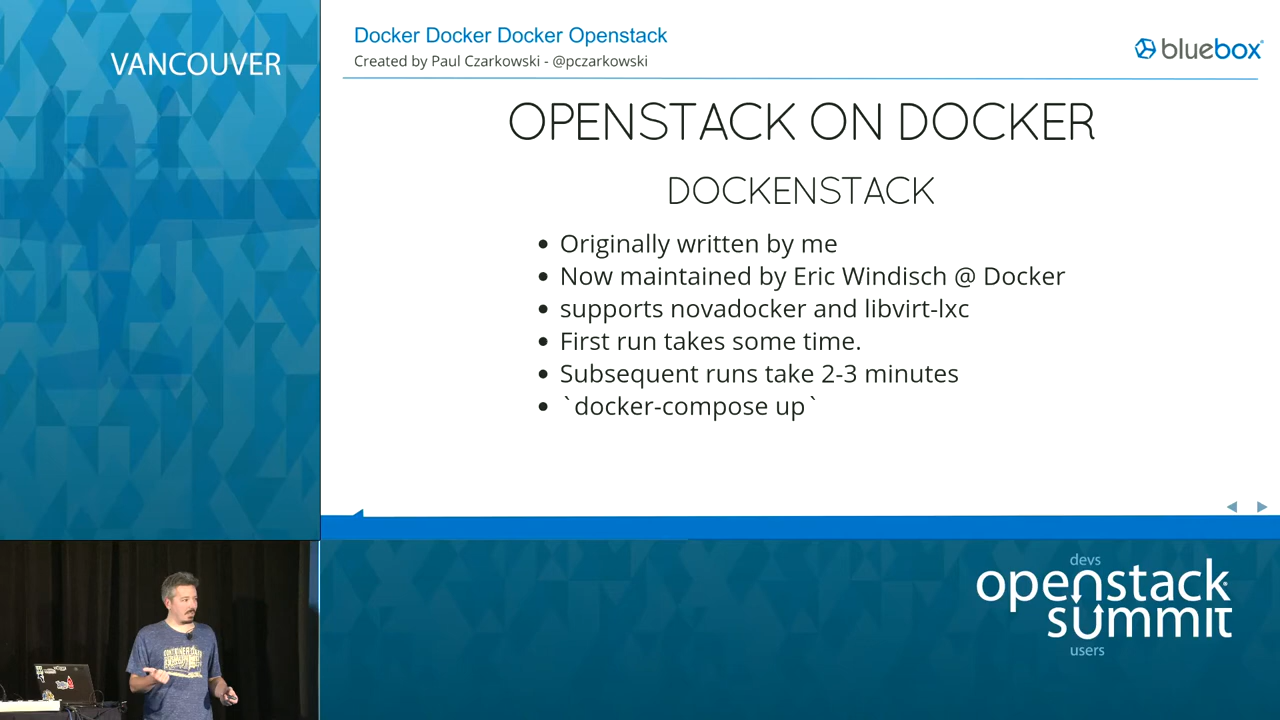 VANCOUVER
Docker Docker Docker Openstack
Created by Paul Czarkowski - @pczarkowski
bluebox
OPENSTACK ON DOCKER
DOCKENSTACK
• Originally written by me
• Now maintained by Eric Windisch @ Docker
• supports novadocker and libvirt-lxc
• First run takes some time.
• Subsequent runs take 2-3 minutes
• `docker-compose up`
devs
openstack
summit
users